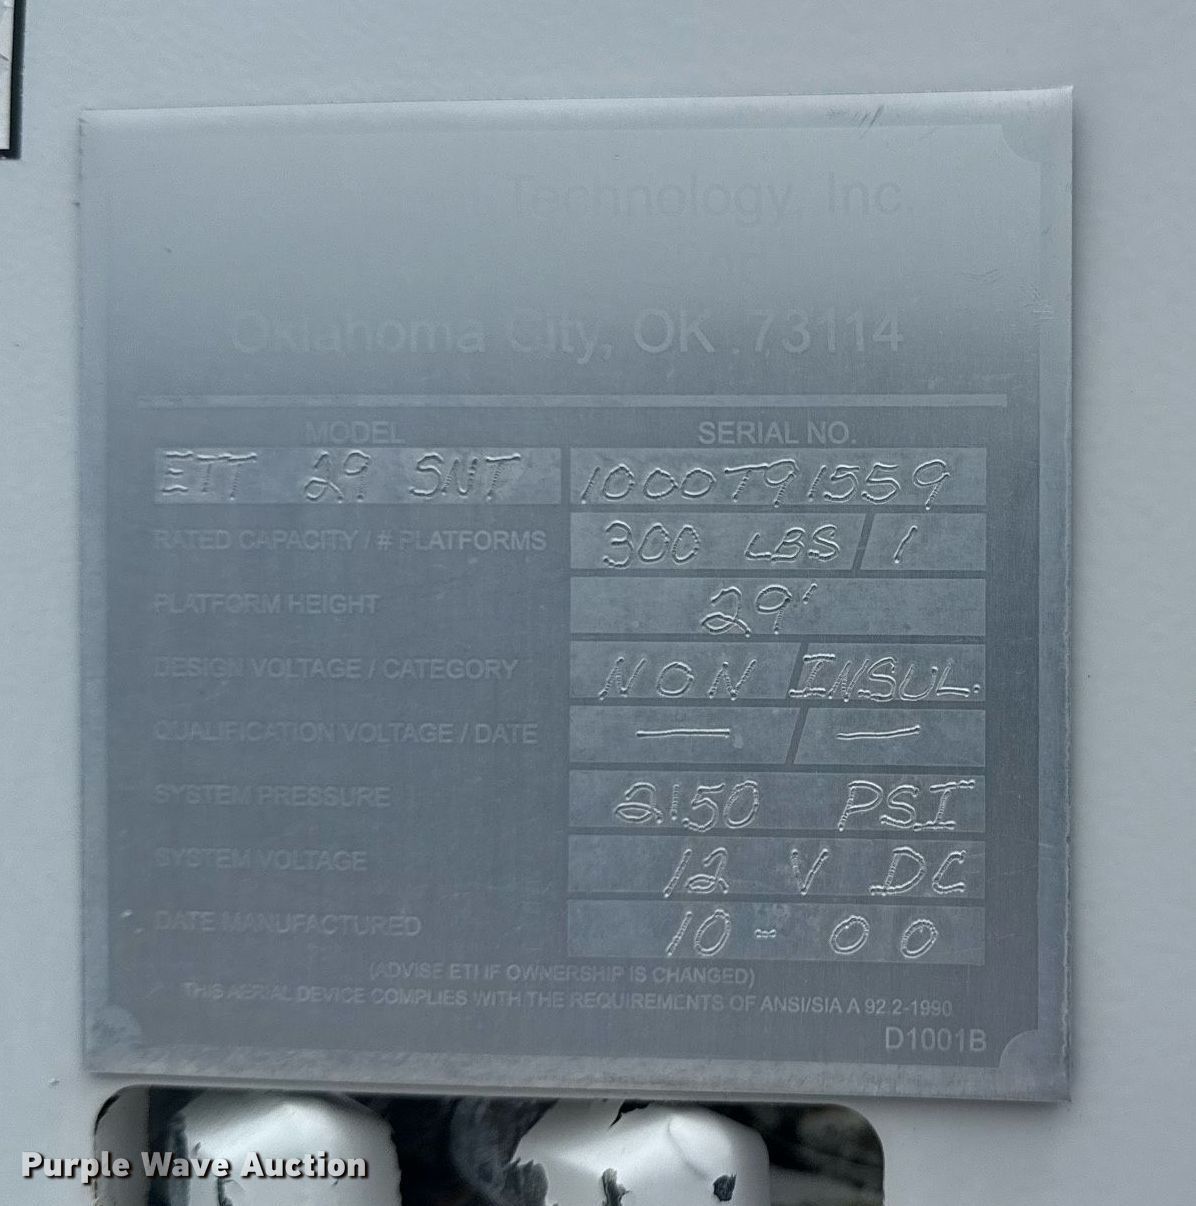 Technology, Inc.
Oklahoma City, OK 73114
MODEL SERIAL NO.
ETT 29 SNT 1000T91559
RATED CAPACITY / # PLATFORMS 300 LBS / 1
PLATFORM HEIGHT 29'
DESIGN VOLTAGE / CATEGORY NON / INSUL.
QUALIFICATION VOLTAGE / DATE — / —
SYSTEM PRESSURE 2150 PSI
SYSTEM VOLTAGE 12 V DC
DATE MANUFACTURED 10-00
(ADVISE ETI IF OWNERSHIP IS CHANGED)
THIS AERIAL DEVICE COMPLIES WITH THE REQUIREMENTS OF ANSI/SIA A 92.2-1990
D1001B
Purple Wave Auction